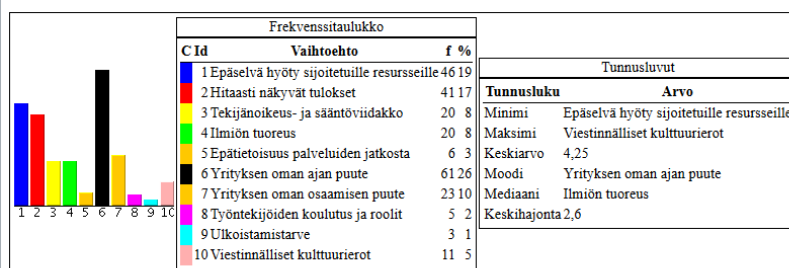 Frekvenssitaulukko
C Id Vaihtoehto f %
1 Epäselvä hyöty sijoitetuille resursseille 46 19
2 Hitaasti näkyvät tulokset 41 17
3 Tekijänoikeus- ja sääntöviidakko 20 8
4 Ilmiön tuoreus 20 8
5 Epätietoisuus palveluiden jatkosta 6 3
6 Yrityksen oman ajan puute 61 26
7 Yrityksen oman osaamisen puute 23 10
8 Työntekijöiden koulutus ja roolit 5 2
9 Ulkoistamistarve 3 1
10 Viestinnälliset kulttuurierot 11 5
1 2 3 4 5 6 7 8 9 10
Tunnusluvut
Tunnusluku Arvo
Minimi Epäselvä hyöty sijoitetuille resursseille
Maksimi Viestinnälliset kulttuurierot
Keskiarvo 4,25
Moodi Yrityksen oman ajan puute
Mediaani Ilmiön tuoreus
Keskihajonta 2,6